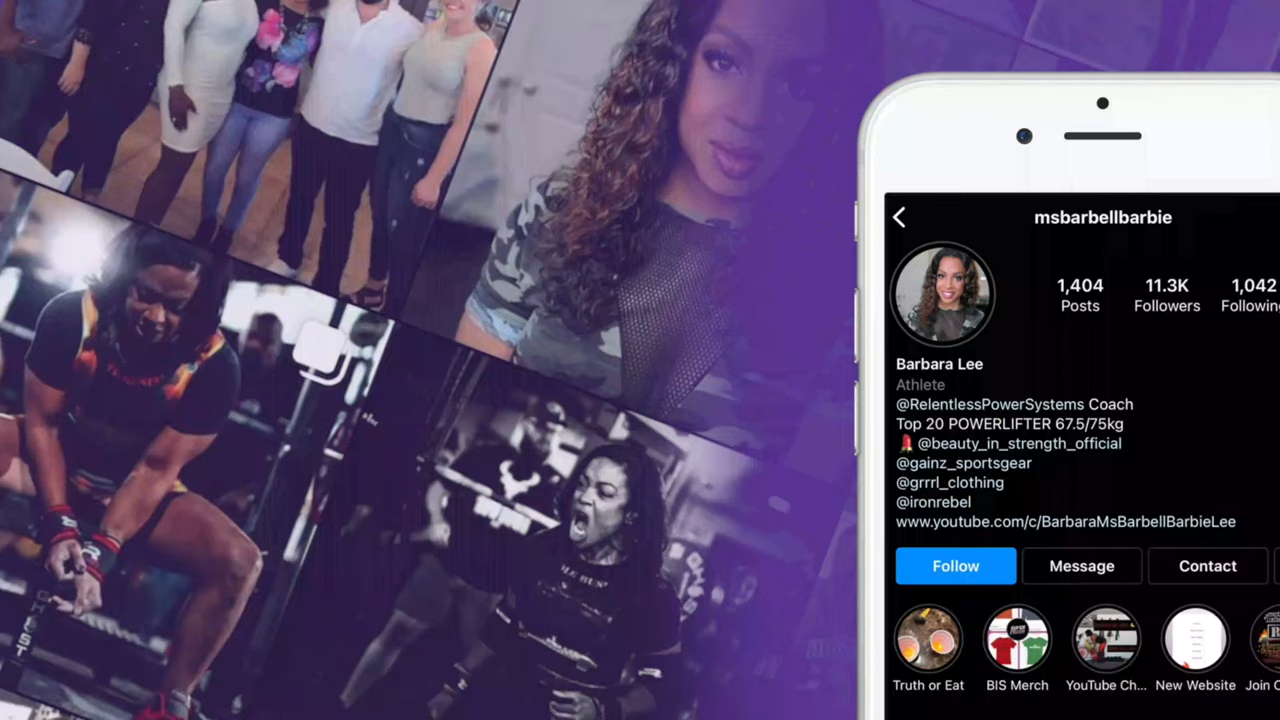 msbarbellbarbie
1,404
11.3K
1,042
Posts
Followers
Following
Barbara Lee
Athlete
@RelentlessPowerSystems Coach
Top 20 POWERLIFTER 67.5/75kg
@beauty_in_strength_official
@gainz_sportsgear
@grrrl_clothing
@ironrebel
www.youtube.com/c/BarbaraMsBarbellBarbieLee
Follow
Message
Contact
Truth or Eat
BIS Merch
YouTube Ch...
New Website
Join